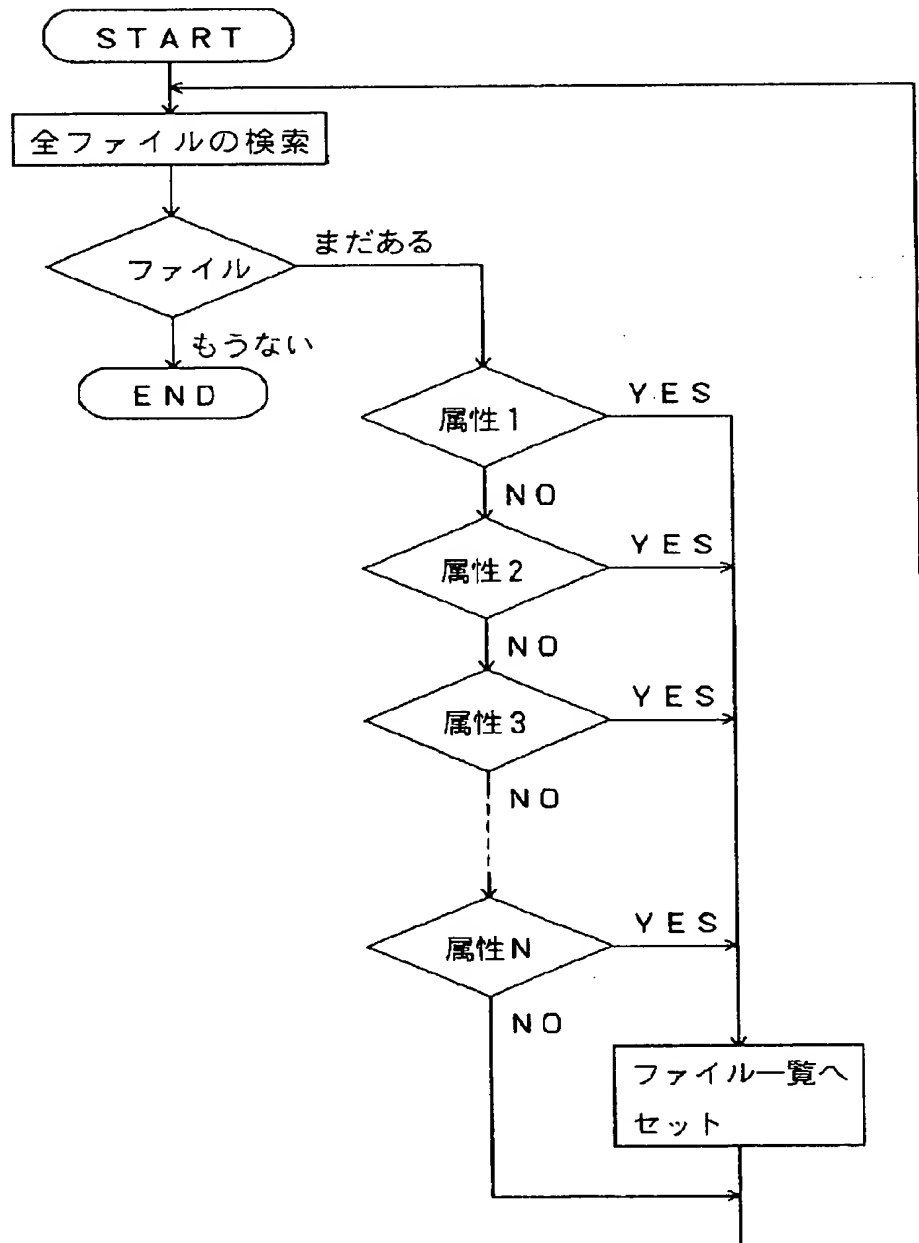 START
全ファイルの検索
ファイル
まだある
もうない
END
属性1
YES
NO
属性2
YES
NO
属性3
YES
NO
属性N
YES
NO
ファイル一覧へ
セット